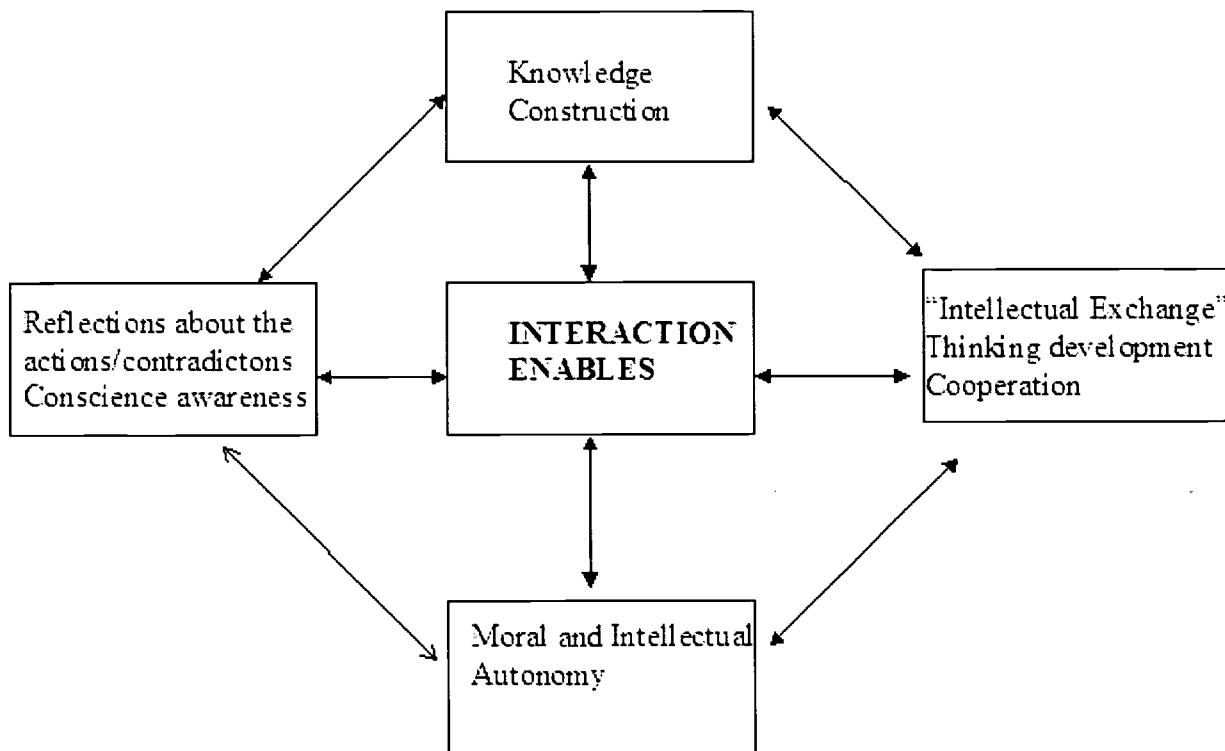 Knowledge
Construction
Reflections about the
actions/contradictons
Conscience awareness
INTERACTION
ENABLES
“Intellectual Exchange”
Thinking development
Cooperation
Moral and Intellectual
Autonomy